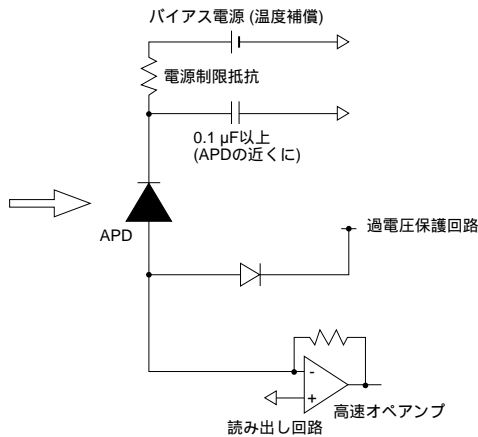 バイアス電源 (温度補償)
電源制限抵抗
0.1 µF以上
(APDの近くに)
APD
過電圧保護回路
-
+
高速オペアンプ
読み出し回路